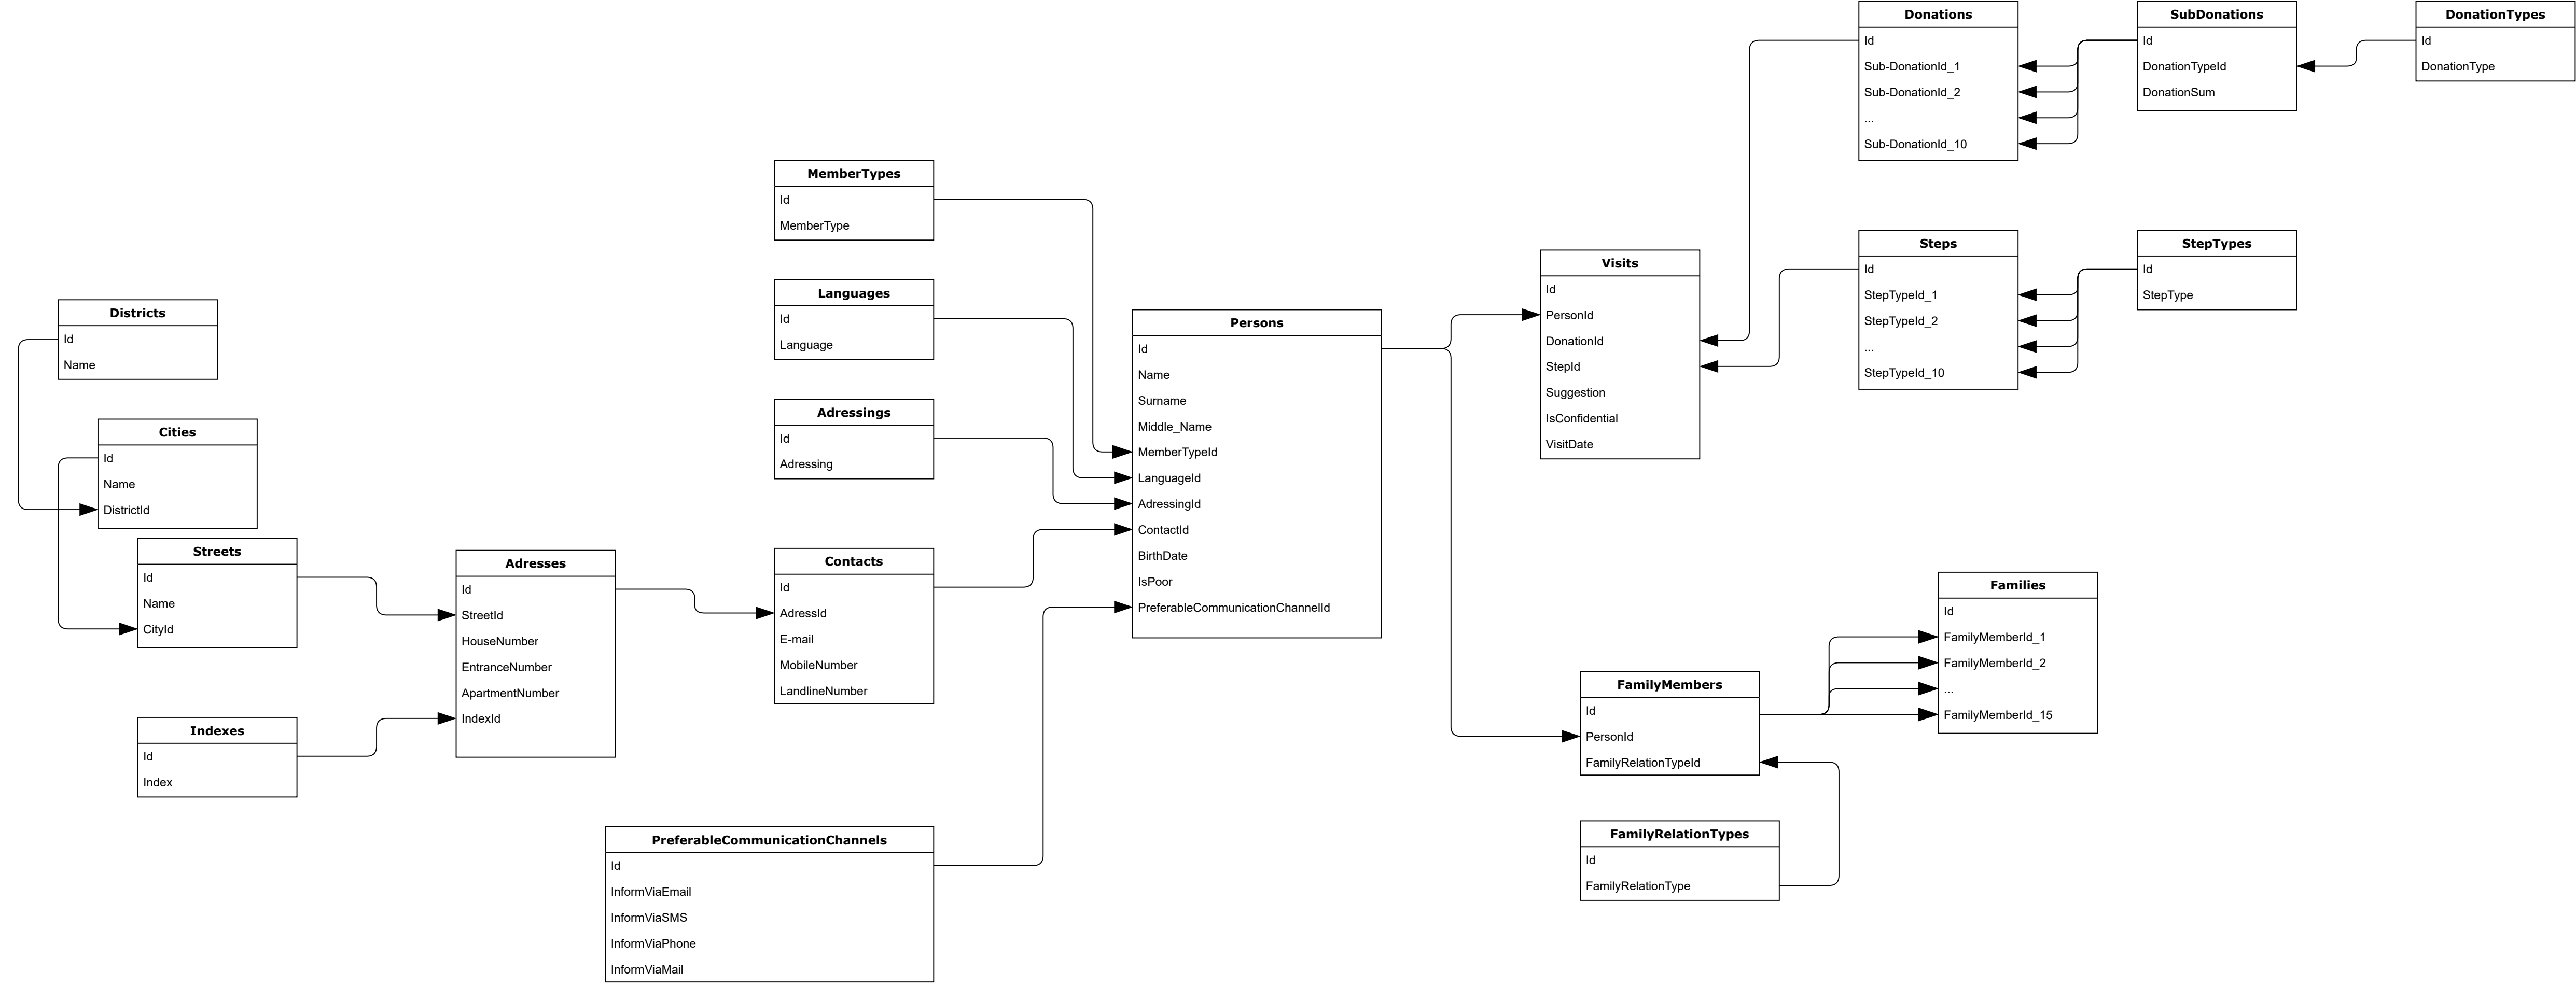 Donations
Id
Sub-DonationId_1
Sub-DonationId_2
...
Sub-DonationId_10
SubDonations
Id
DonationTypeId
DonationSum
DonationTypes
Id
DonationType
MemberTypes
Id
MemberType
Steps
Id
StepTypeId_1
StepTypeId_2
...
StepTypeId_10
StepTypes
Id
StepType
Visits
Id
PersonId
DonationId
StepId
Suggestion
IsConfidential
VisitDate
Languages
Id
Language
Districts
Id
Name
Persons
Id
Name
Surname
Middle_Name
MemberTypeId
LanguageId
AdressingId
ContactId
BirthDate
IsPoor
PreferableCommunicationChannelId
Adressings
Id
Adressing
Cities
Id
Name
DistrictId
Streets
Id
Name
CityId
Adresses
Id
StreetId
HouseNumber
EntranceNumber
ApartmentNumber
IndexId
Contacts
Id
AdressId
E-mail
MobileNumber
LandlineNumber
Families
Id
FamilyMemberId_1
FamilyMemberId_2
...
FamilyMemberId_15
FamilyMembers
Id
PersonId
FamilyRelationTypeId
Indexes
Id
Index
FamilyRelationTypes
Id
FamilyRelationType
PreferableCommunicationChannels
Id
InformViaEmail
InformViaSMS
InformViaPhone
InformViaMail